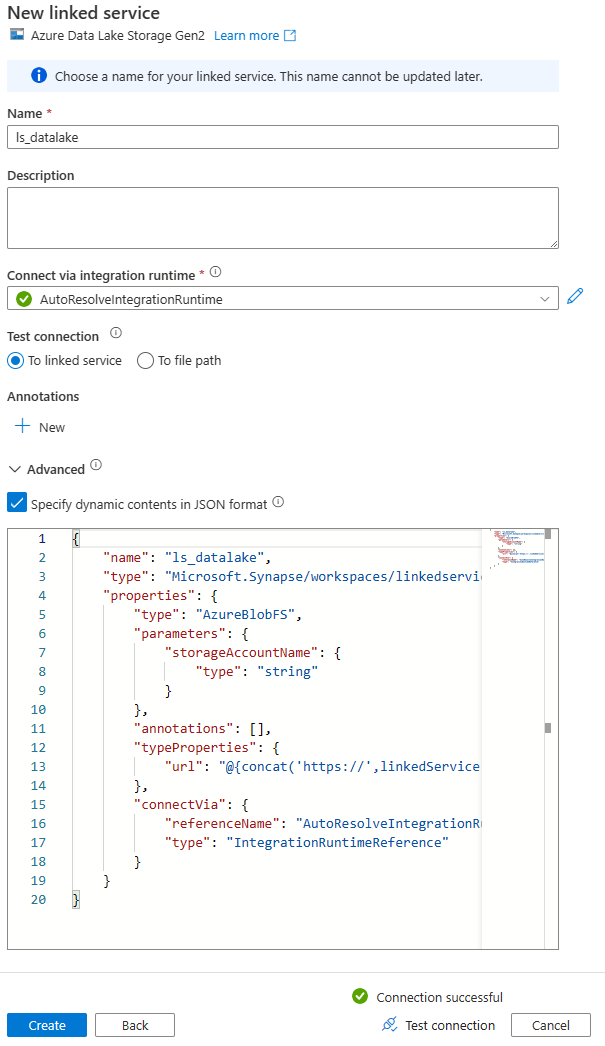 New linked service
Azure Data Lake Storage Gen2 Learn more
Choose a name for your linked service. This name cannot be updated later.
Name *
ls_datalake
Description
Connect via integration runtime *
AutoResolveIntegrationRuntime
Test connection
To linked service To file path
Annotations
New
Advanced
Specify dynamic contents in JSON format
1 {
2 "name": "ls_datalake",
3 "type": "Microsoft.Synapse/workspaces/linkedservi
4 "properties": {
5 "type": "AzureBlobFS",
6 "parameters": {
7 "storageAccountName": {
8 "type": "string"
9 }
10 },
11 "annotations": [],
12 "typeProperties": {
13 "url": "@{concat('https://',linkedService
14 },
15 "connectVia": {
16 "referenceName": "AutoResolveIntegrationR
17 "type": "IntegrationRuntimeReference"
18 }
19 }
20 }
Connection successful
Create Back Test connection Cancel